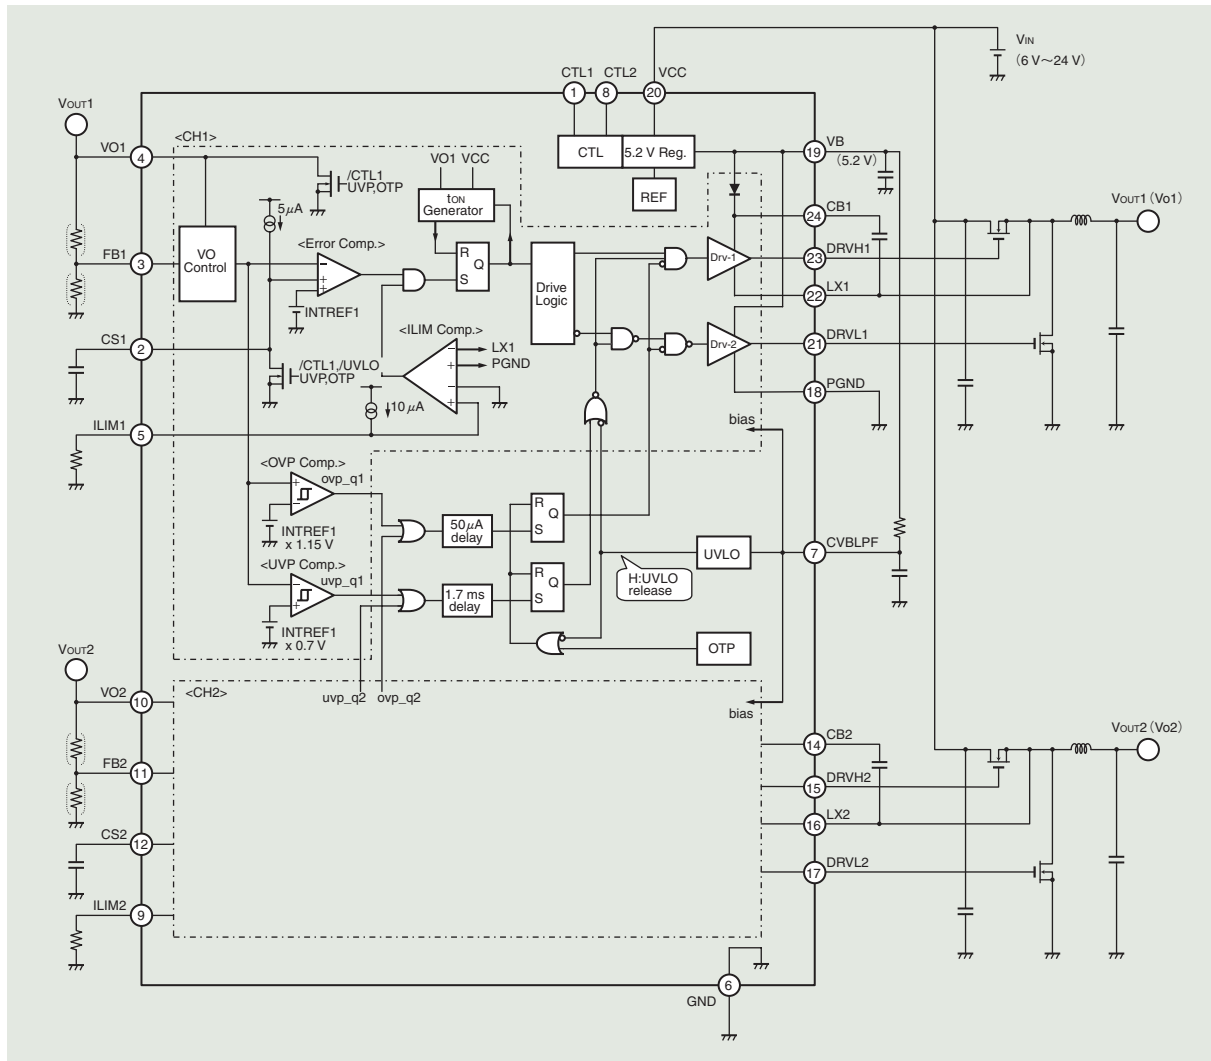 VIN
(6 V～24 V)
CTL1 CTL2 VCC
1 8 20
VOUT1
<CH1>
VO1
4
VO1 VCC
CTL
5.2 V Reg.
REF
VB
19
(5.2 V)
/CTL1
UVP,OTP
tON
Generator
5 μA
CB1
24
VOUT1 (Vo1)
<Error Comp.>
FB1
3
VO
Control
−
+
+
R
S
Q
Drive
Logic
Drv-1
DRVH1
23
INTREF1
LX1
22
<ILIM Comp.>
CS1
2
−
LX1
+
PGND
−
+
Drv-2
DRVL1
21
/CTL1,/UVLO
UVP,OTP
10 μA
PGND
18
bias
ILIM1
5
<OVP Comp.>
ovp_q1
+
−
INTREF1
x 1.15 V
50 μA
delay
R
S
Q
<UVP Comp.>
uvp_q1
−
+
INTREF1
x 0.7 V
1.7 ms
delay
R
S
Q
UVLO
H:UVLO
release
CVBLPF
7
OTP
VOUT2
uvp_q2 ovp_q2
<CH2>
VO2
10
bias
FB2
11
CB2
14
VOUT2 (Vo2)
DRVH2
15
LX2
16
CS2
12
DRVL2
17
ILIM2
9
GND
6